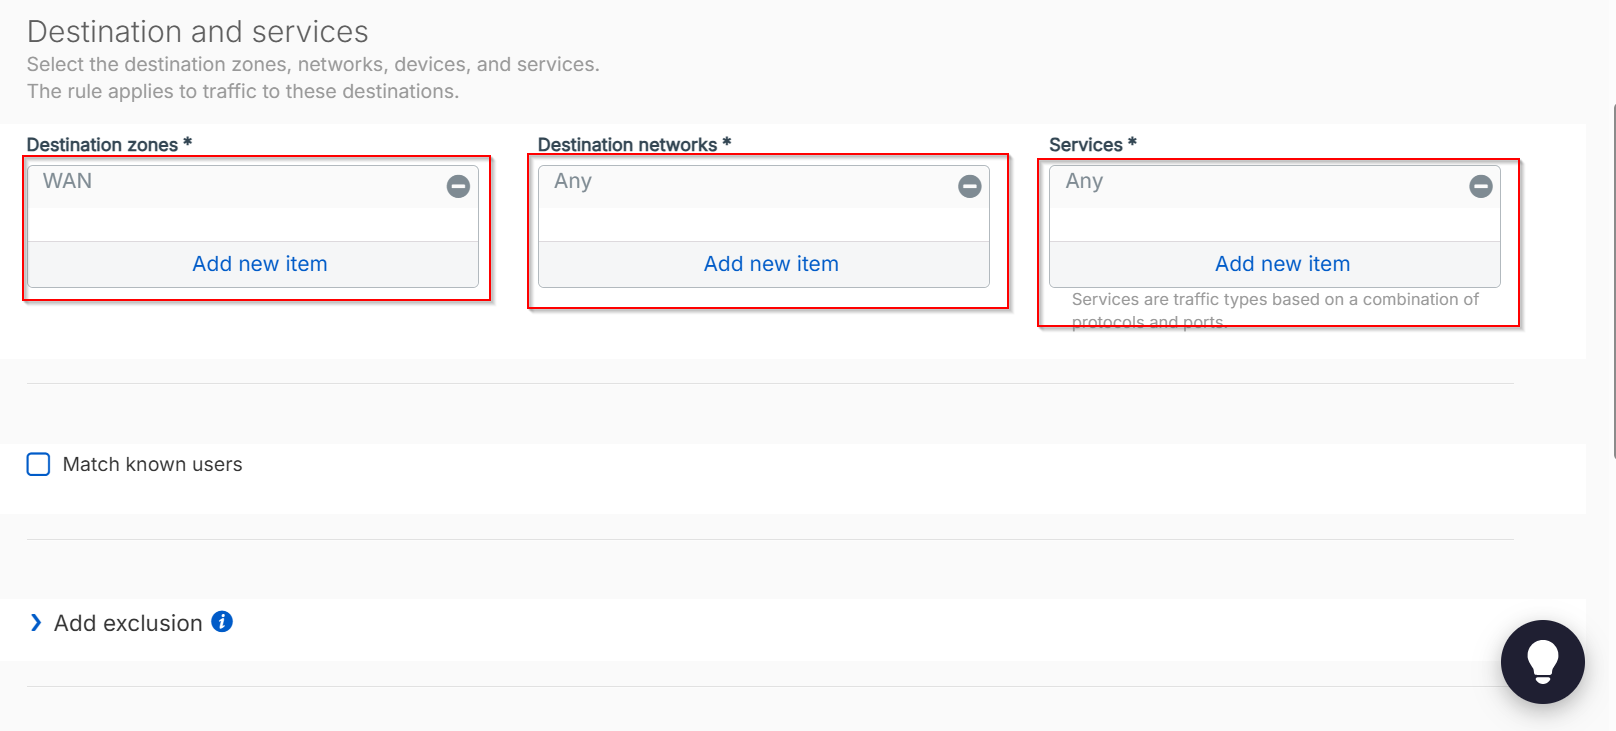 Destination and services
Select the destination zones, networks, devices, and services.
The rule applies to traffic to these destinations.
Destination zones *
Destination networks *
Services *
WAN
Any
Any
Add new item
Add new item
Add new item
Services are traffic types based on a combination of
protocols and ports.
Match known users
Add exclusion